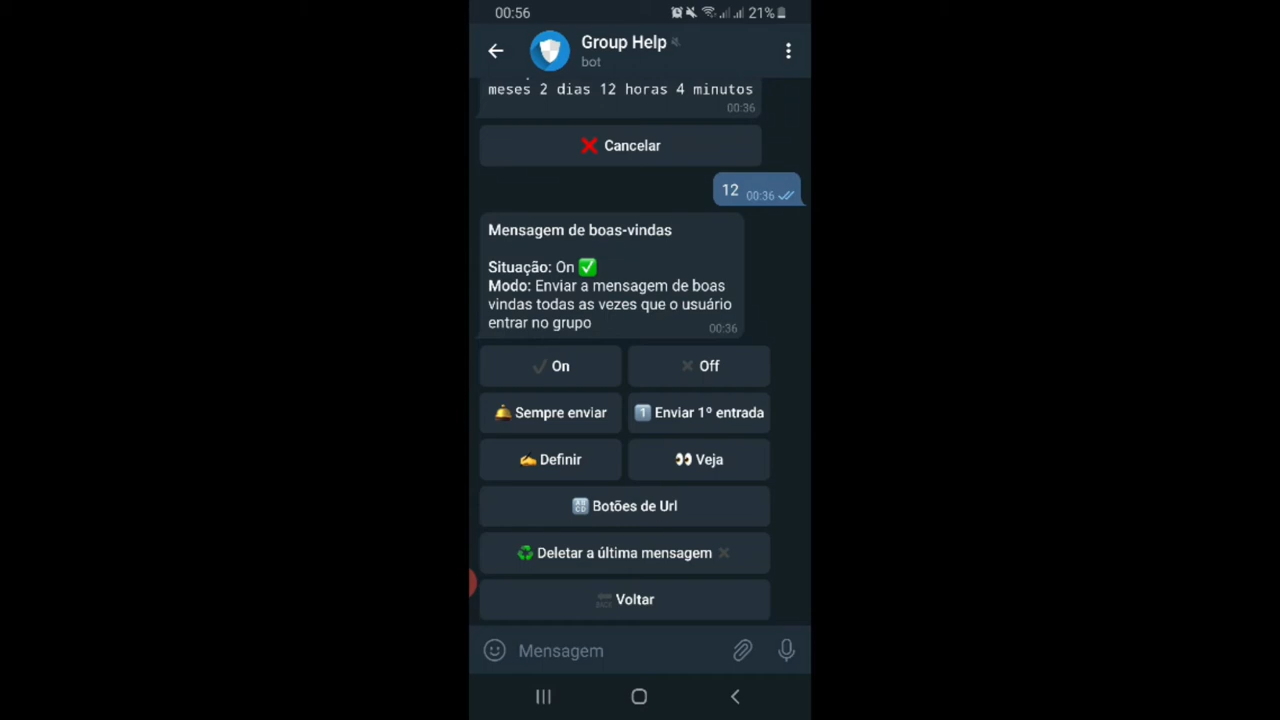 00:56 21%
Group Help
bot
meses 2 dias 12 horas 4 minutos
00:36
Cancelar
12 00:36
Mensagem de boas-vindas
Situação: On
Modo: Enviar a mensagem de boas
vindas todas as vezes que o usuário
entrar no grupo 00:36
On Off
Sempre enviar 1 Enviar 1º entrada
Definir Veja
ABCD Botões de Url
Deletar a última mensagem
Voltar
Mensagem